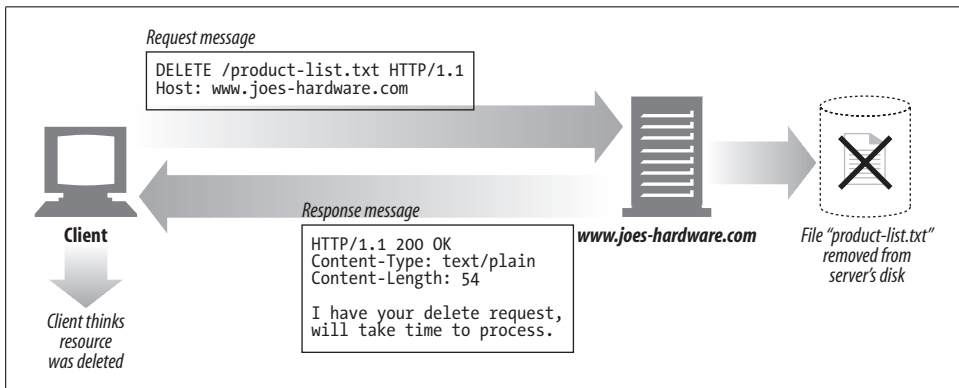 Request message
DELETE /product-list.txt HTTP/1.1
Host: www.joes-hardware.com
Client
www.joes-hardware.com
File “product-list.txt”
removed from
server’s disk
Response message
HTTP/1.1 200 OK
Content-Type: text/plain
Content-Length: 54
I have your delete request,
will take time to process.
Client thinks
resource
was deleted